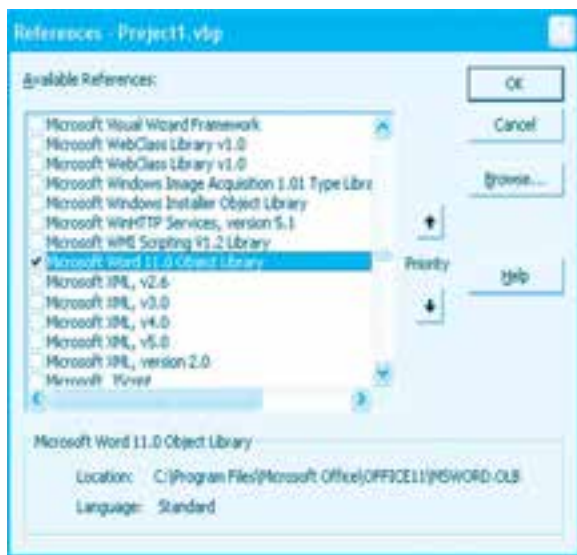 References - Project1.vbp
Available References:
OK
Cancel
Browse...
Help
Priority
Microsoft Visual Wizard Framework
Microsoft WebClass Library v1.0
Microsoft WebClass Library v1.0
Microsoft Windows Image Acquisition 1.01 Type Libra
Microsoft Windows Installer Object Library
Microsoft WinHTTP Services, version 5.1
Microsoft WMI Scripting V1.2 Library
Microsoft Word 11.0 Object Library
Microsoft XML, v2.6
Microsoft XML, v3.0
Microsoft XML, v4.0
Microsoft XML, v5.0
Microsoft XML, version 2.0
Microsoft
Microsoft Word 11.0 Object Library
Location: C:\Program Files\Microsoft Office\OFFICE11\MSWORD.OLB
Language: Standard